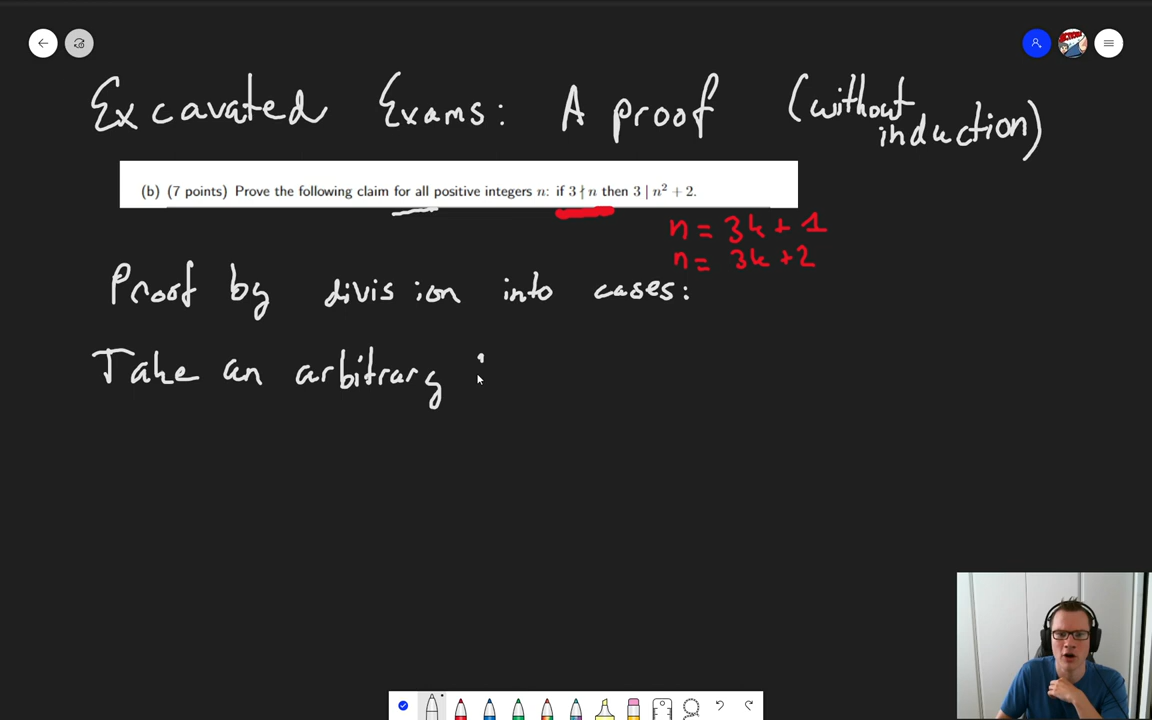 Excavated Exams: A proof (without induction)
(b) (7 points) Prove the following claim for all positive integers n: if 3 ∤ n then 3 | n² + 2.
n = 3k + 1
n = 3k + 2
Proof by division into cases:
Take an arbitrary i